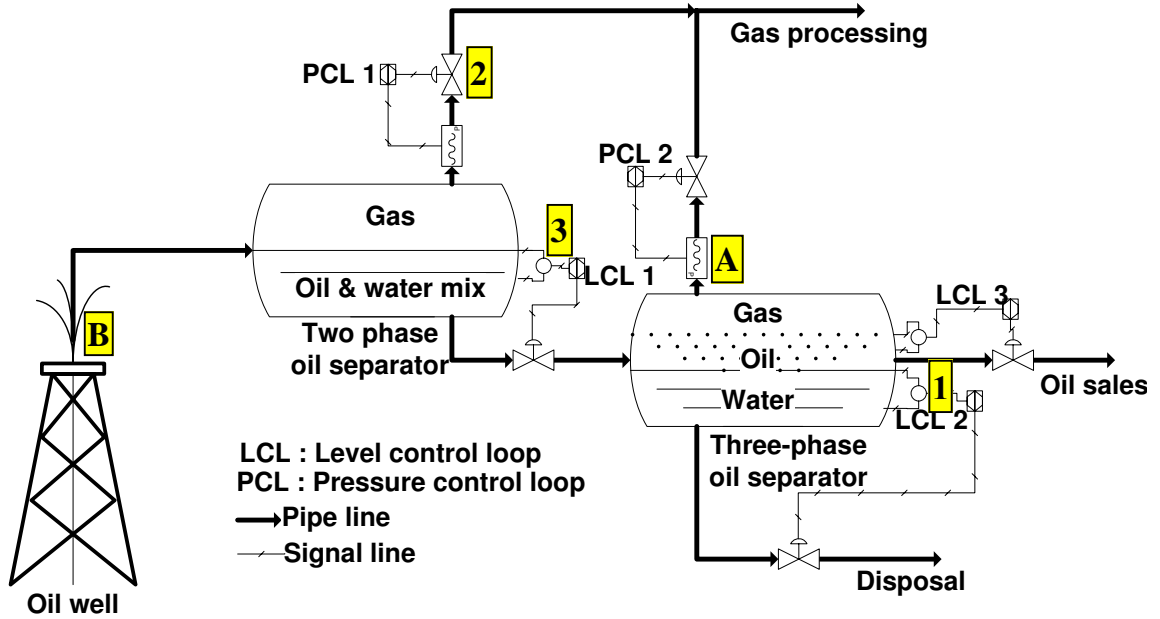 Gas processing
PCL 1
2
PCL 2
Gas
3
A
LCL 1
Oil & water mix
B
Two phase
oil separator
Gas
LCL 3
Oil
1
Oil sales
Water
LCL 2
Three-phase
oil separator
LCL : Level control loop
PCL : Pressure control loop
Pipe line
Signal line
Disposal
Oil well
P
P